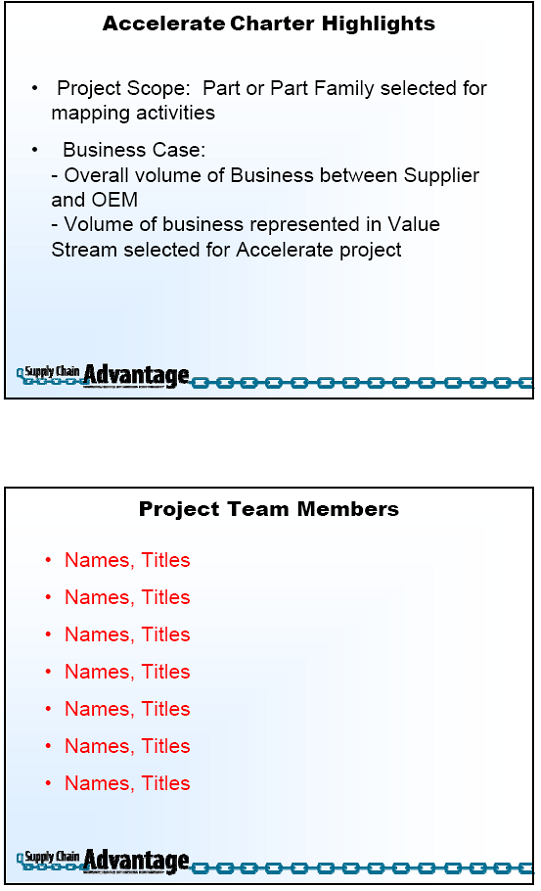 Accelerate Charter Highlights
• Project Scope: Part or Part Family selected for
mapping activities
• Business Case:
- Overall volume of Business between Supplier
and OEM
- Volume of business represented in Value
Stream selected for Accelerate project
Supply Chain Advantage
Project Team Members
• Names, Titles
• Names, Titles
• Names, Titles
• Names, Titles
• Names, Titles
• Names, Titles
• Names, Titles
Supply Chain Advantage